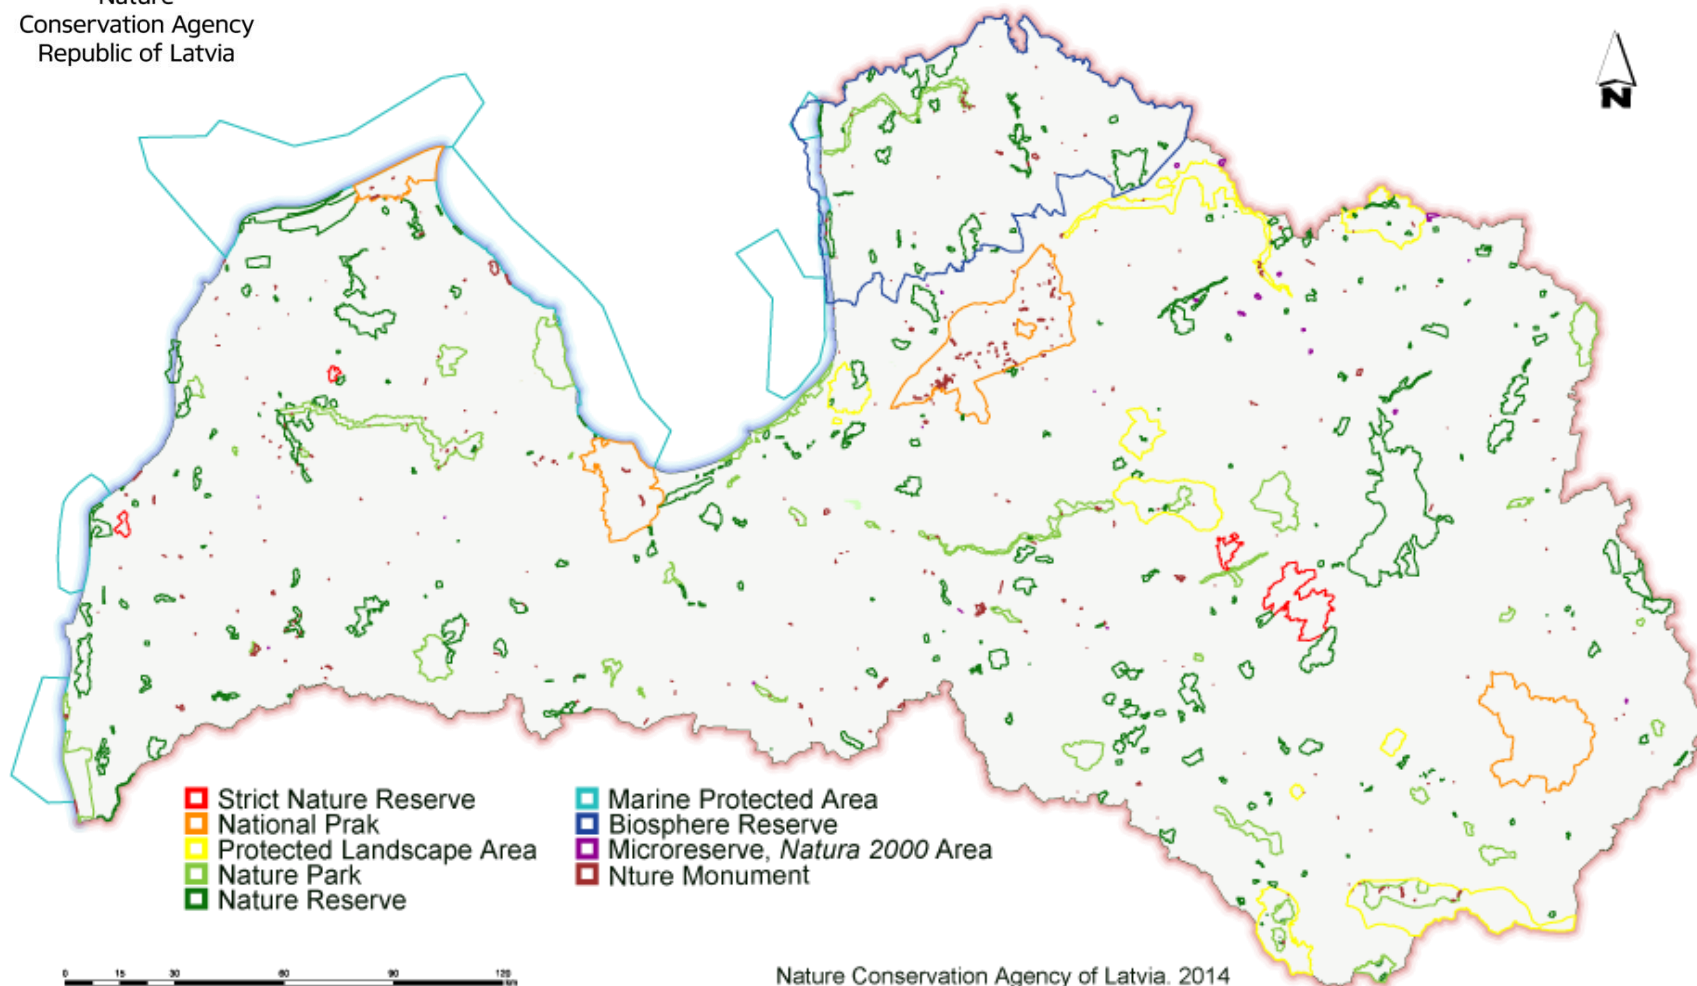 Nature
Conservation Agency
Republic of Latvia
N
Strict Nature Reserve
National Prak
Protected Landscape Area
Nature Park
Nature Reserve
Marine Protected Area
Biosphere Reserve
Microreserve, Natura 2000 Area
Nture Monument
0 15 30 60 90 120
Nature Conservation Agency of Latvia. 2014